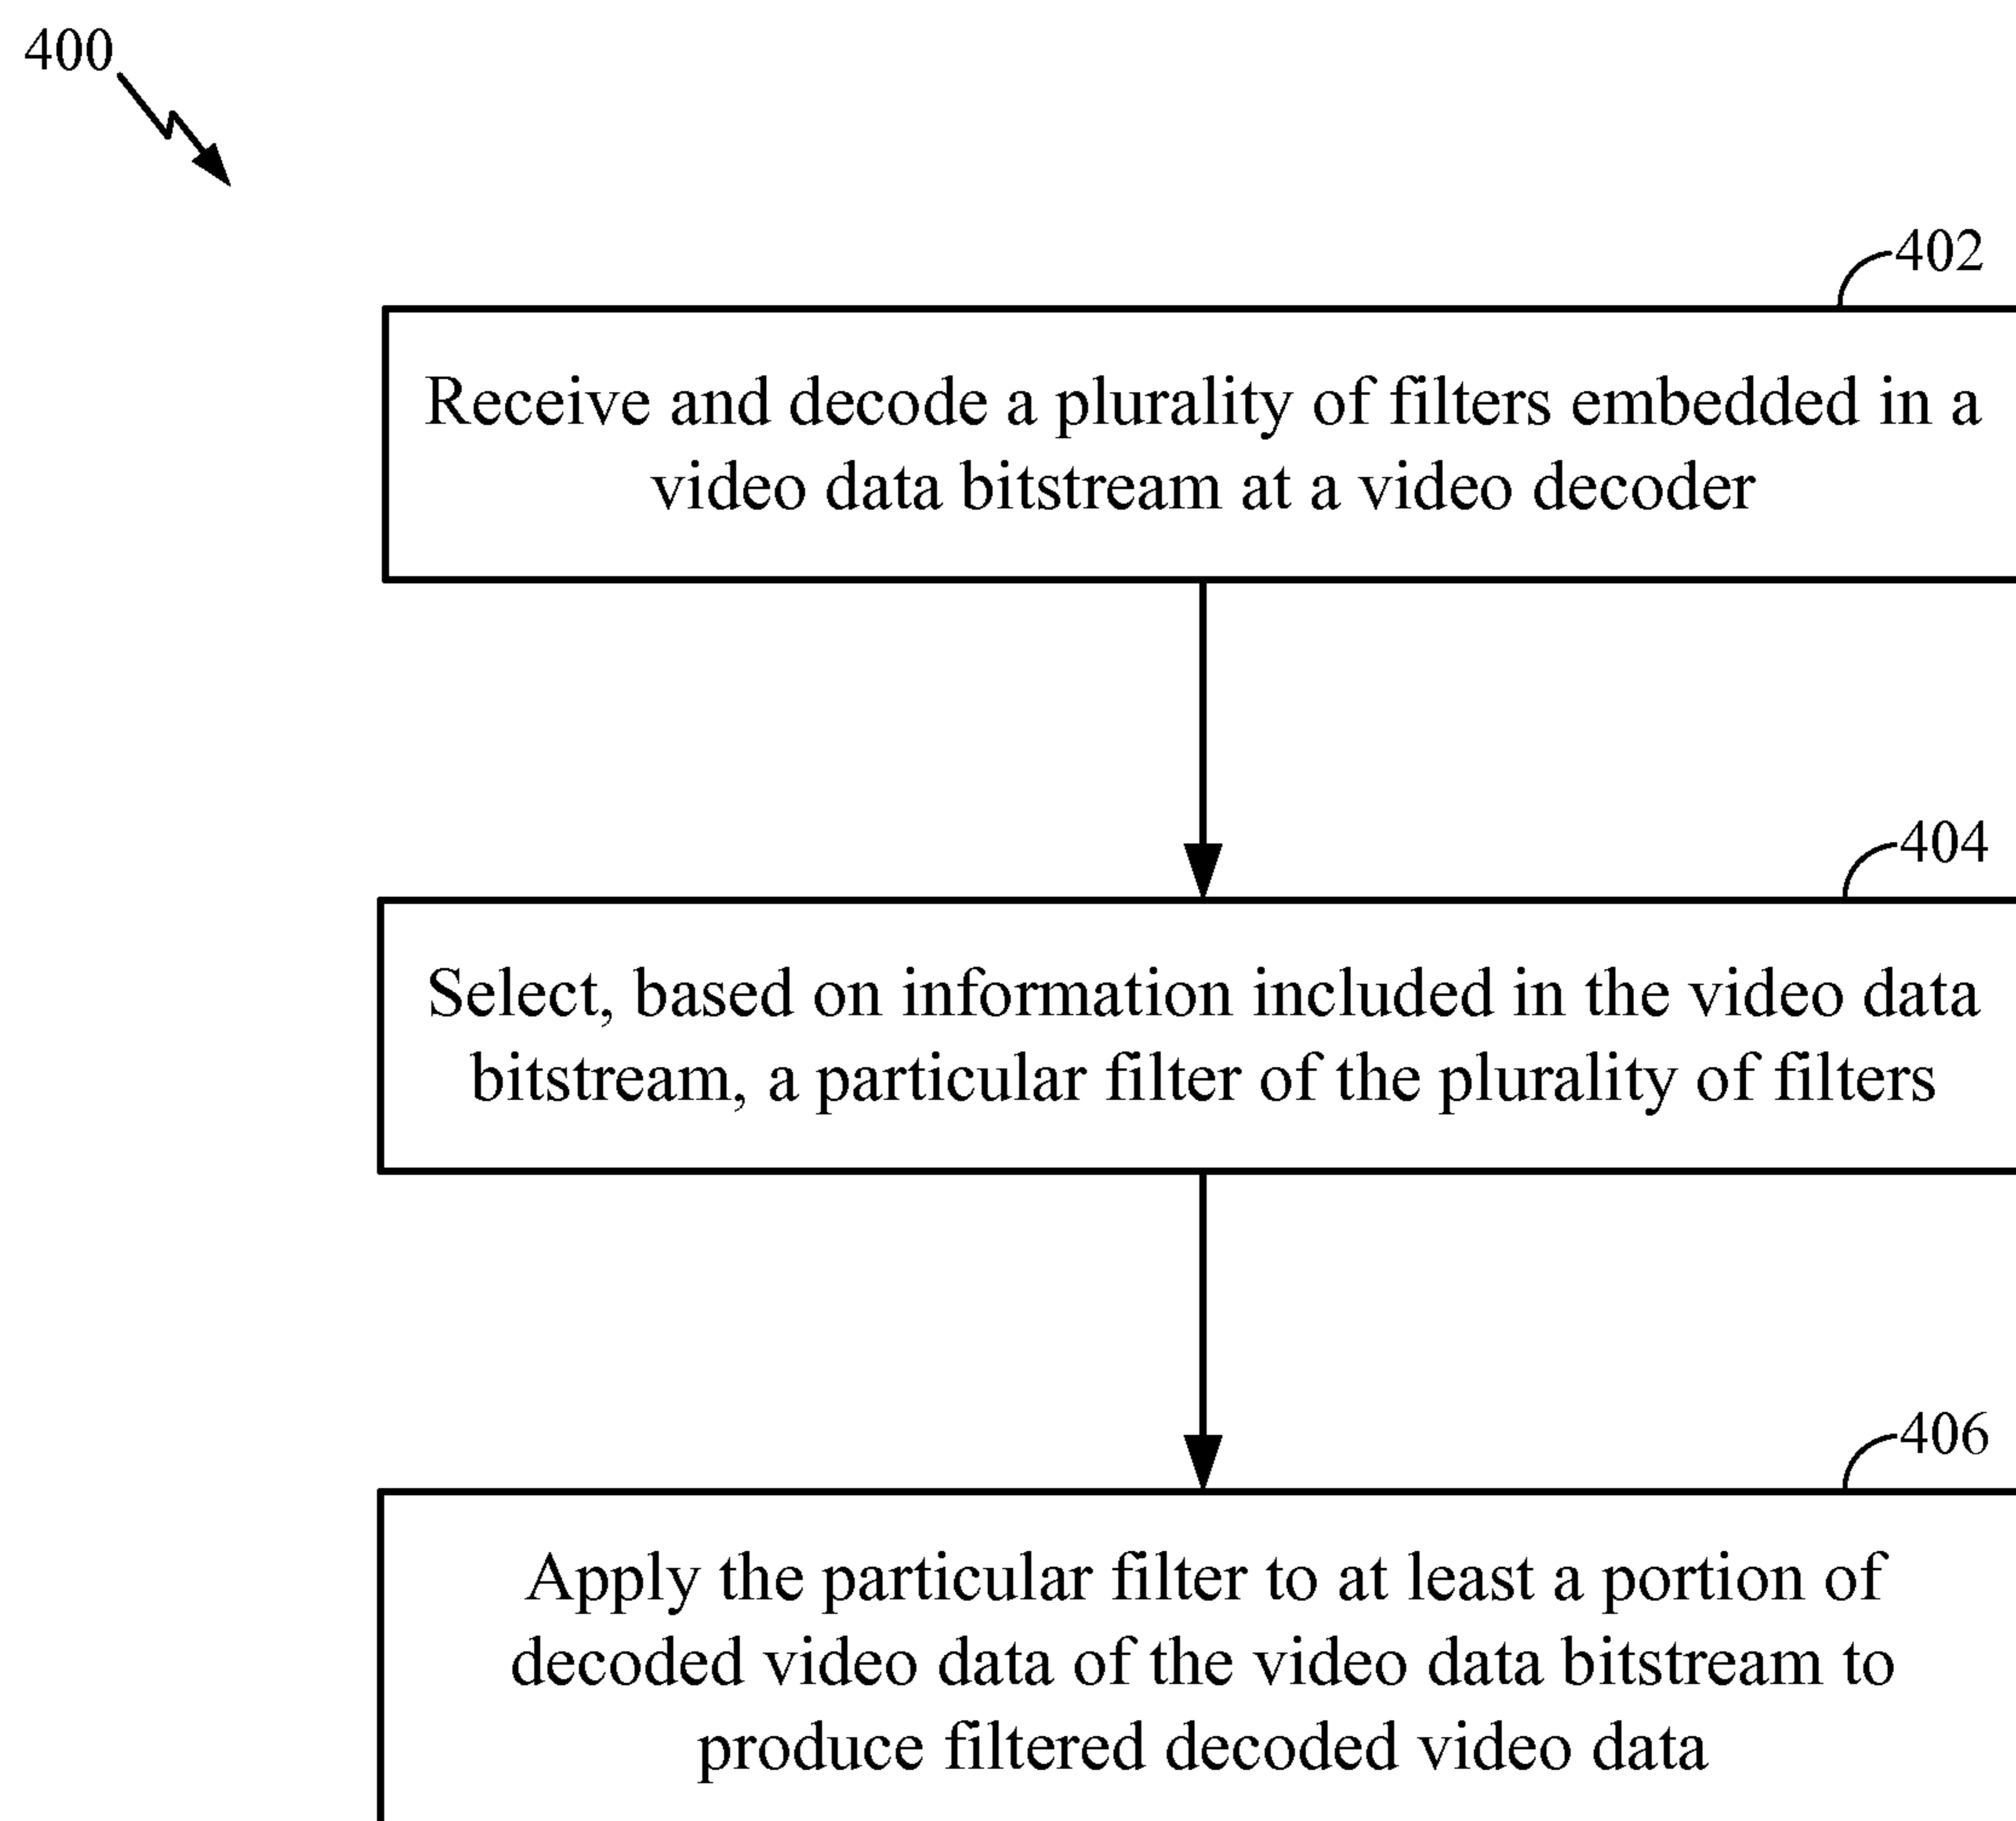 400
402
Receive and decode a plurality of filters embedded in a
video data bitstream at a video decoder
404
Select, based on information included in the video data
bitstream, a particular filter of the plurality of filters
406
Apply the particular filter to at least a portion of
decoded video data of the video data bitstream to
produce filtered decoded video data